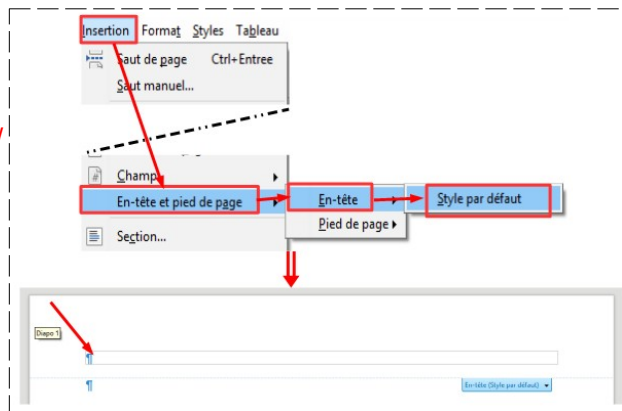 Insertion Format Styles Tableau
Saut de page Ctrl+Entree
Saut manuel...
Champ
En-tête et pied de page
En-tête
Style par défaut
Pied de page
Section...
Diapo 1
¶
¶
En-tête (Style par défaut)